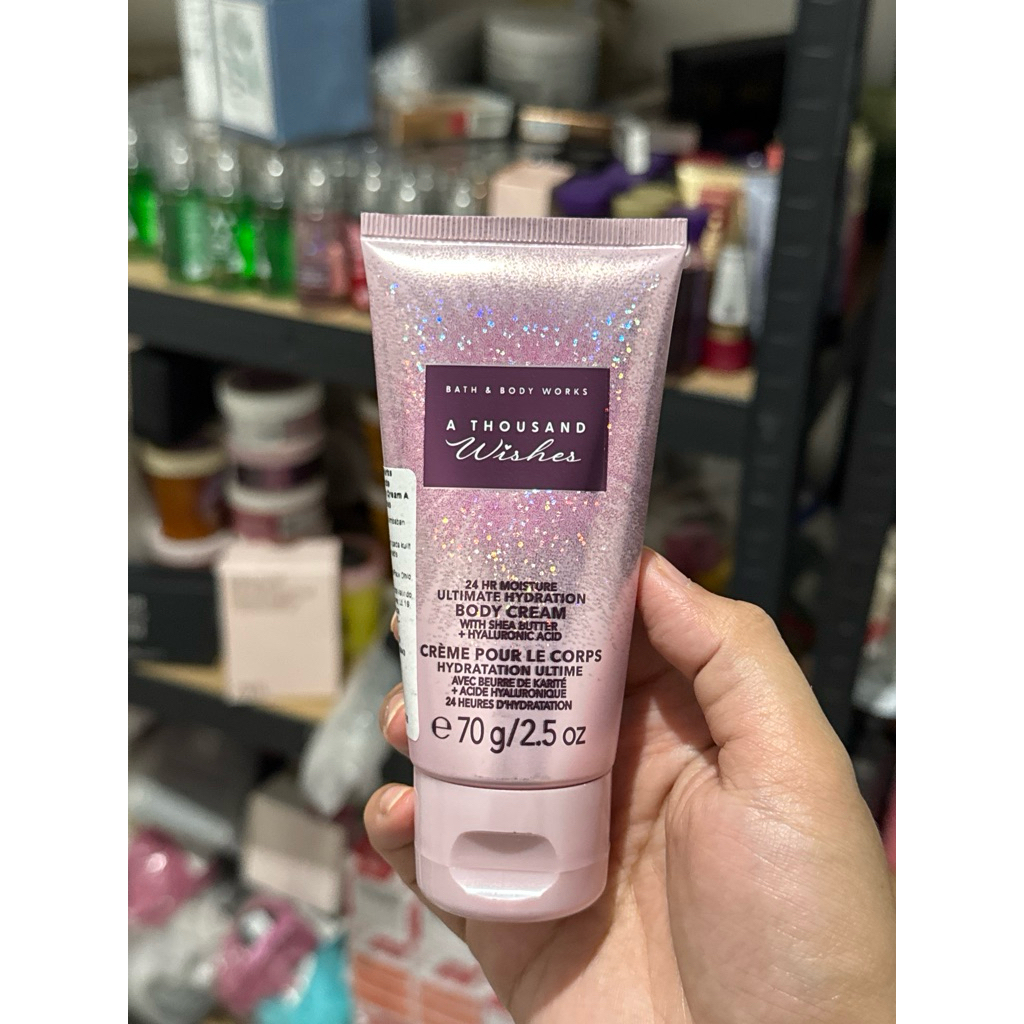 BATH & BODY WORKS
A THOUSAND
Wishes
24 HR MOISTURE
ULTIMATE HYDRATION
BODY CREAM
WITH SHEA BUTTER
+ HYALURONIC ACID
CRÈME POUR LE CORPS
HYDRATATION ULTIME
AVEC BEURRE DE KARITÉ
+ ACIDE HYALURONIQUE
24 HEURES D'HYDRATATION
e 70 g/2.5 oz
Cream A